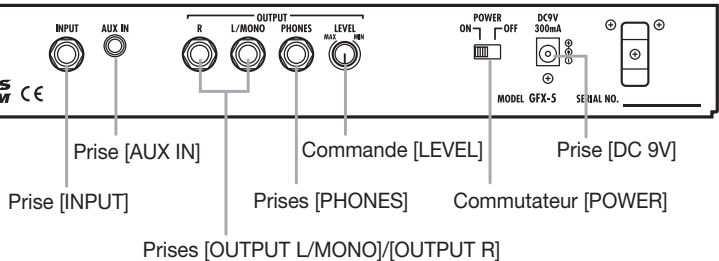 OUTPUT
INPUT AUX IN R L/MONO PHONES LEVEL
MAX MIN
POWER
ON OFF
DC9V
300mA
CE
MODEL GFX-5 SERIAL NO.
Prise [AUX IN] Commande [LEVEL] Prise [DC 9V]
Prise [INPUT] Prises [PHONES] Commutateur [POWER]
Prises [OUTPUT L/MONO]/[OUTPUT R]